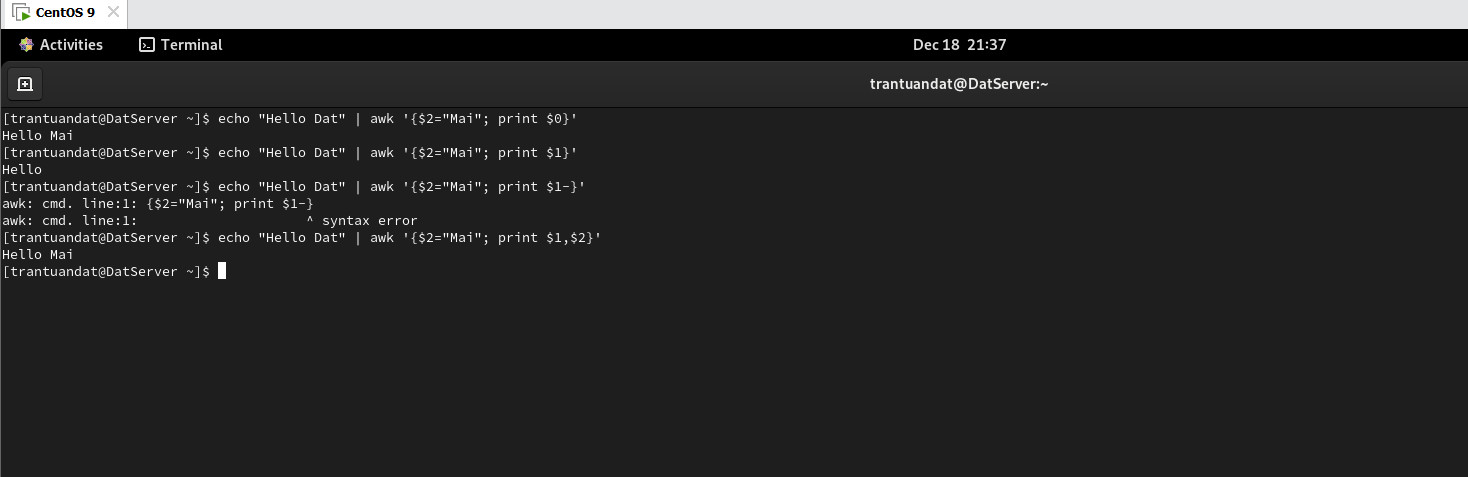 CentOS 9
Activities Terminal Dec 18 21:37
trantuandat@DatServer:~
[trantuandat@DatServer ~]$ echo "Hello Dat" | awk '{$2="Mai"; print $0}'
Hello Mai
[trantuandat@DatServer ~]$ echo "Hello Dat" | awk '{$2="Mai"; print $1}'
Hello
[trantuandat@DatServer ~]$ echo "Hello Dat" | awk '{$2="Mai"; print $1-}'
awk: cmd. line:1: {$2="Mai"; print $1-}
awk: cmd. line:1:                     ^ syntax error
[trantuandat@DatServer ~]$ echo "Hello Dat" | awk '{$2="Mai"; print $1,$2}'
Hello Mai
[trantuandat@DatServer ~]$